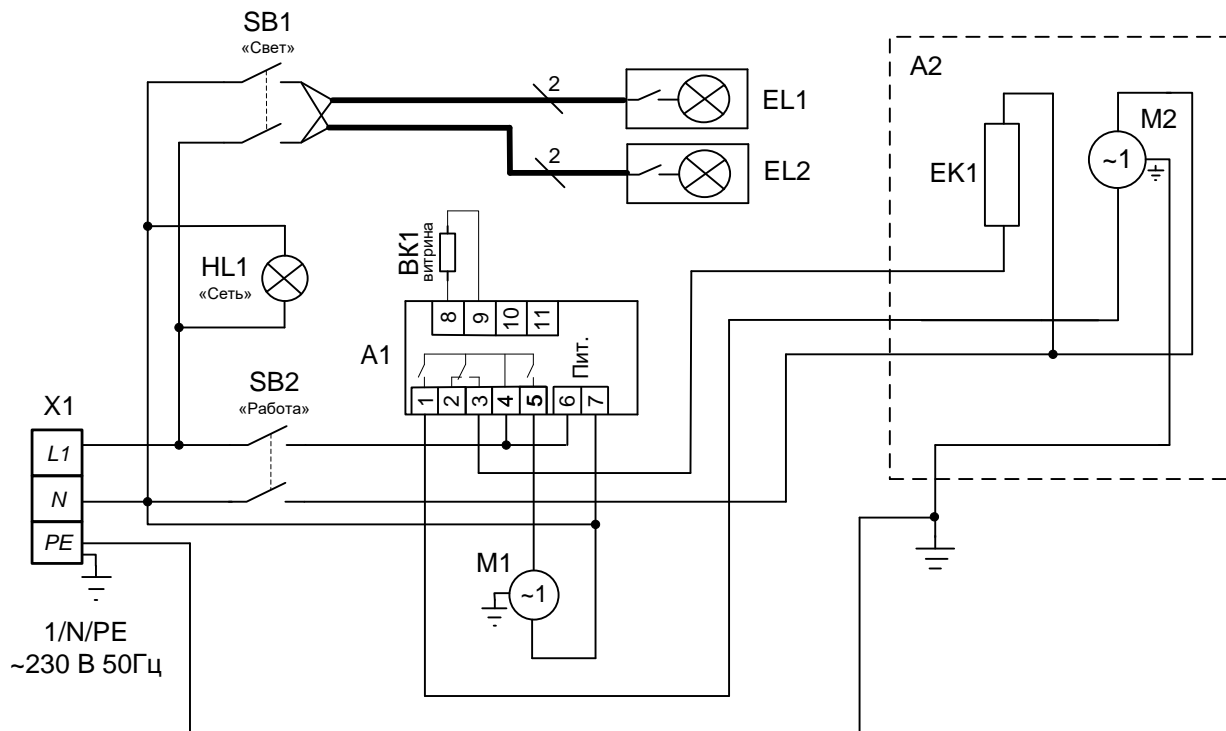 SB1
«Свет»
2
EL1
2
EL2
A2
M2
~1
EK1
BK1
витрина
HL1
«Сеть»
8 9 10 11
A1
Пит.
1 2 3 4 5 6 7
SB2
«Работа»
X1
L1
N
PE
M1
~1
1/N/PE
~230 В 50Гц